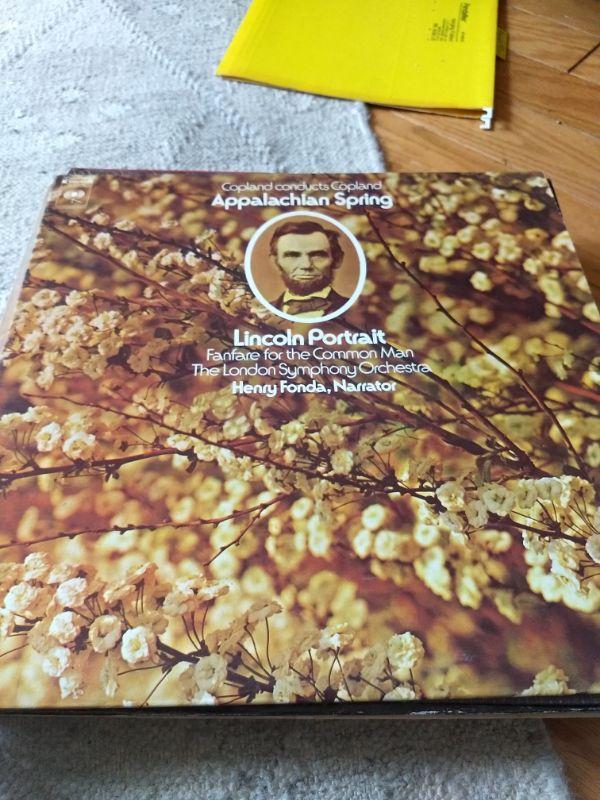 Copland conducts Copland
Appalachian Spring
Lincoln Portrait
Fanfare for the Common Man
The London Symphony Orchestra
Henry Fonda, Narrator